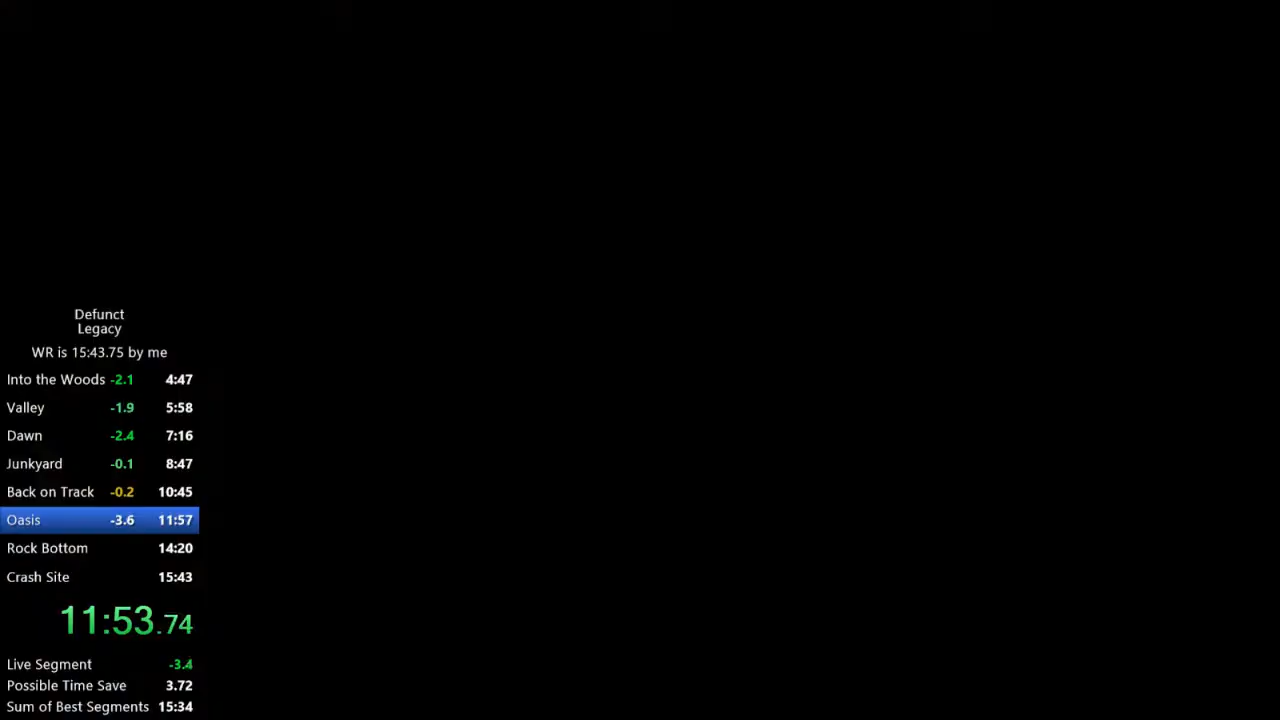 Defunct
Legacy
WR is 15:43.75 by me
Into the Woods -2.1 4:47
Valley -1.9 5:58
Dawn -2.4 7:16
Junkyard -0.1 8:47
Back on Track -0.2 10:45
Oasis -3.6 11:57
Rock Bottom 14:20
Crash Site 15:43
11:53.74
Live Segment -3.4
Possible Time Save 3.72
Sum of Best Segments 15:34